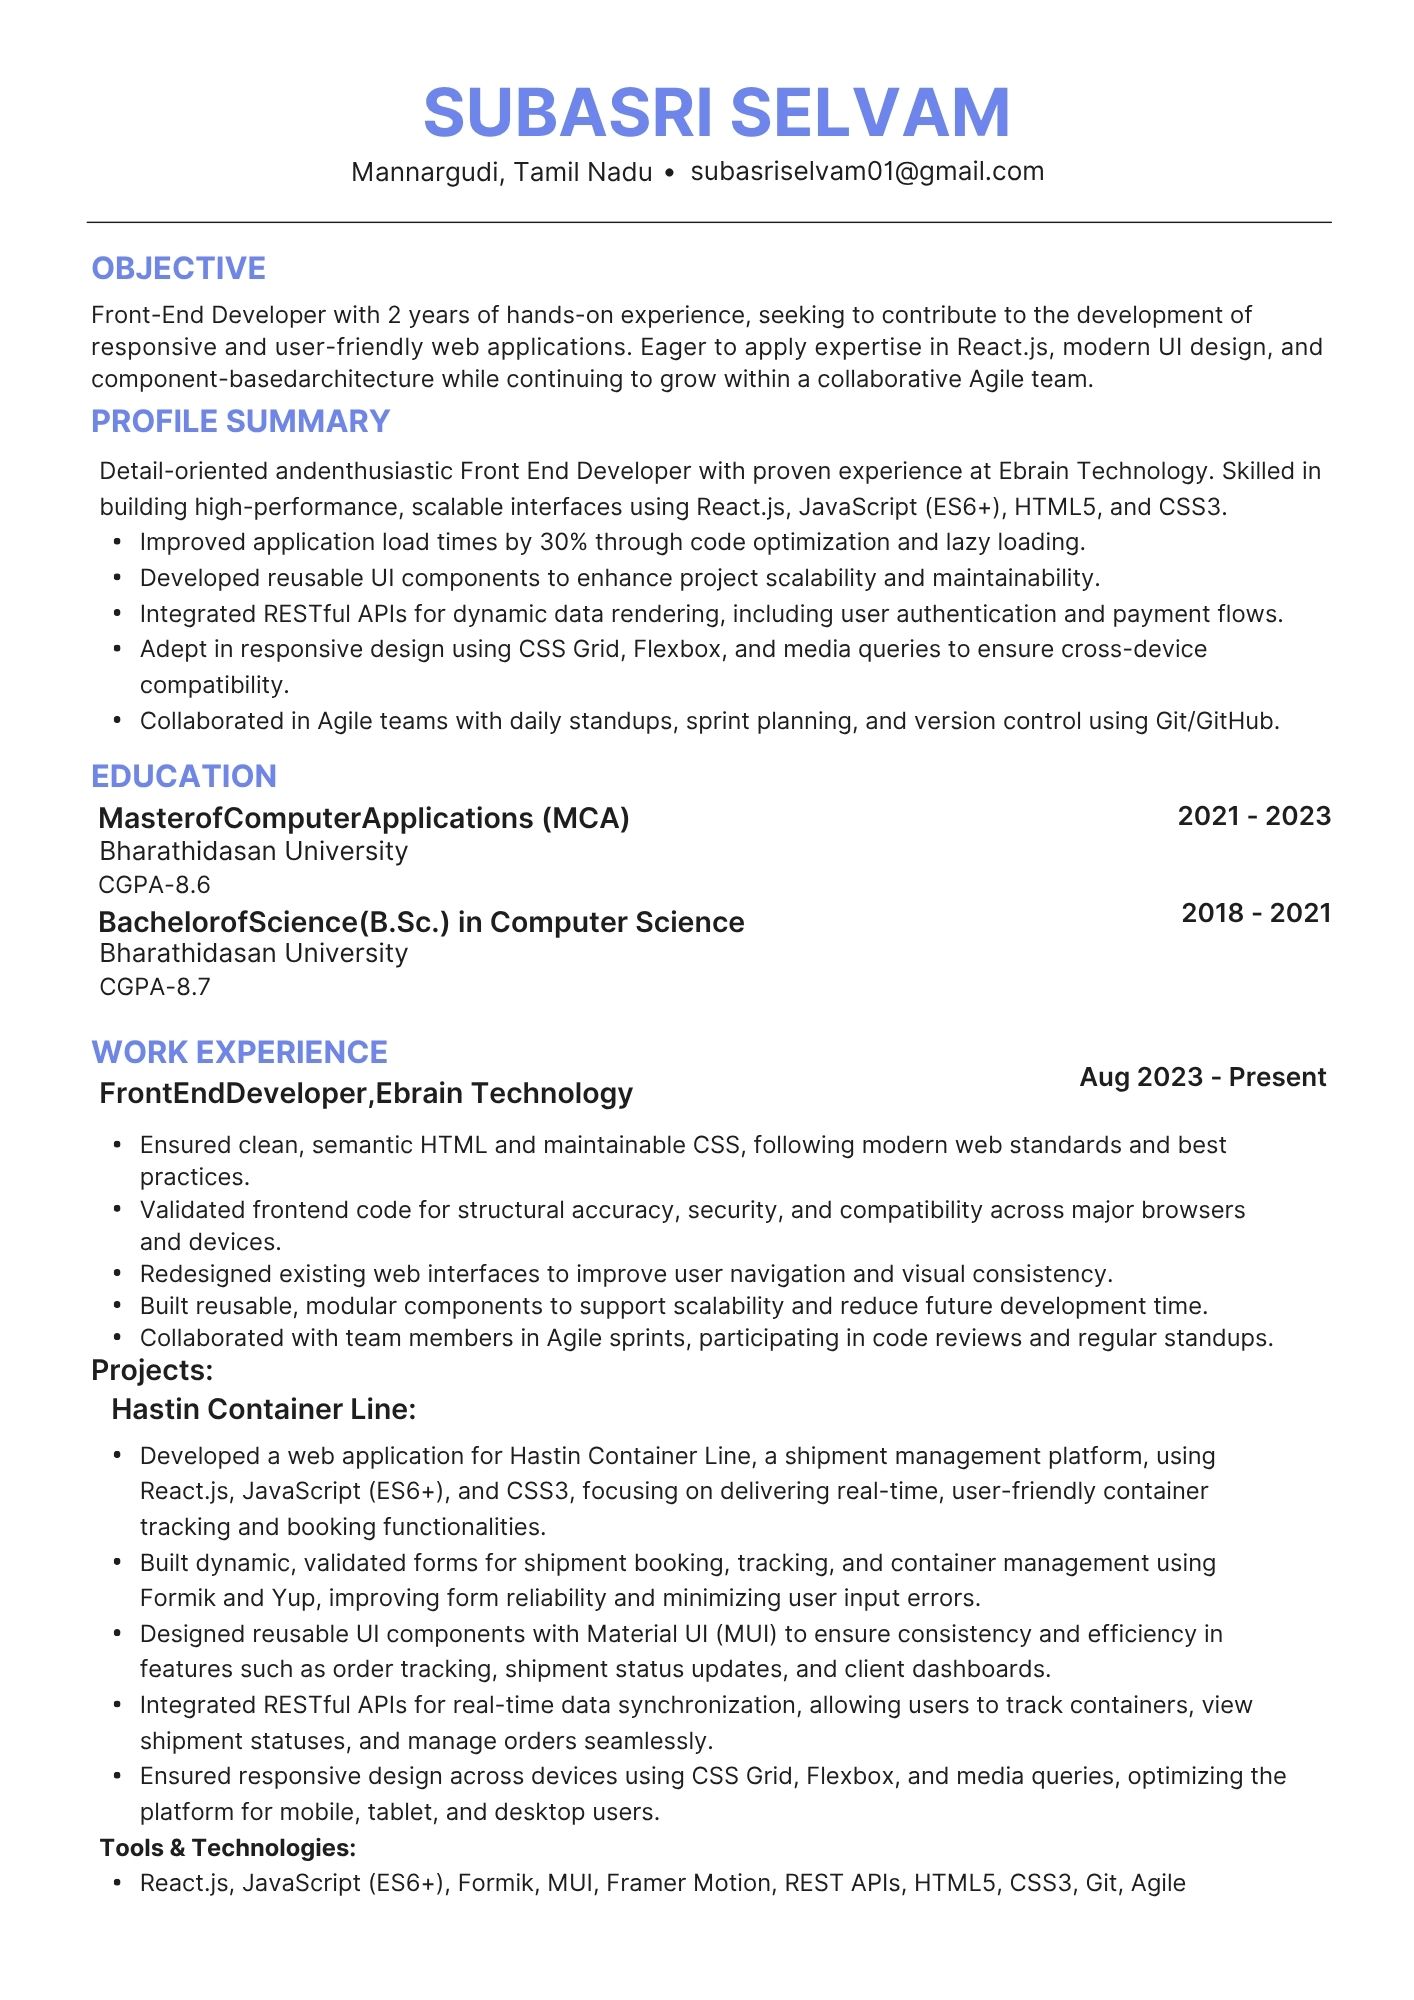 SUBASRI SELVAM
Mannargudi, Tamil Nadu • subasriselvam01@gmail.com
OBJECTIVE
Front-End Developer with 2 years of hands-on experience, seeking to contribute to the development of
responsive and user-friendly web applications. Eager to apply expertise in React.js, modern UI design, and
component-basedarchitecture while continuing to grow within a collaborative Agile team.
PROFILE SUMMARY
Detail-oriented andenthusiastic Front End Developer with proven experience at Ebrain Technology. Skilled in
building high-performance, scalable interfaces using React.js, JavaScript (ES6+), HTML5, and CSS3.
• Improved application load times by 30% through code optimization and lazy loading.
• Developed reusable UI components to enhance project scalability and maintainability.
• Integrated RESTful APIs for dynamic data rendering, including user authentication and payment flows.
• Adept in responsive design using CSS Grid, Flexbox, and media queries to ensure cross-device
compatibility.
• Collaborated in Agile teams with daily standups, sprint planning, and version control using Git/GitHub.
EDUCATION
MasterofComputerApplications (MCA) 2021 - 2023
Bharathidasan University
CGPA-8.6
BachelorofScience(B.Sc.) in Computer Science 2018 - 2021
Bharathidasan University
CGPA-8.7
WORK EXPERIENCE
FrontEndDeveloper,Ebrain Technology Aug 2023 - Present
• Ensured clean, semantic HTML and maintainable CSS, following modern web standards and best
practices.
• Validated frontend code for structural accuracy, security, and compatibility across major browsers
and devices.
• Redesigned existing web interfaces to improve user navigation and visual consistency.
• Built reusable, modular components to support scalability and reduce future development time.
• Collaborated with team members in Agile sprints, participating in code reviews and regular standups.
Projects:
Hastin Container Line:
• Developed a web application for Hastin Container Line, a shipment management platform, using
React.js, JavaScript (ES6+), and CSS3, focusing on delivering real-time, user-friendly container
tracking and booking functionalities.
• Built dynamic, validated forms for shipment booking, tracking, and container management using
Formik and Yup, improving form reliability and minimizing user input errors.
• Designed reusable UI components with Material UI (MUI) to ensure consistency and efficiency in
features such as order tracking, shipment status updates, and client dashboards.
• Integrated RESTful APIs for real-time data synchronization, allowing users to track containers, view
shipment statuses, and manage orders seamlessly.
• Ensured responsive design across devices using CSS Grid, Flexbox, and media queries, optimizing the
platform for mobile, tablet, and desktop users.
Tools & Technologies:
• React.js, JavaScript (ES6+), Formik, MUI, Framer Motion, REST APIs, HTML5, CSS3, Git, Agile